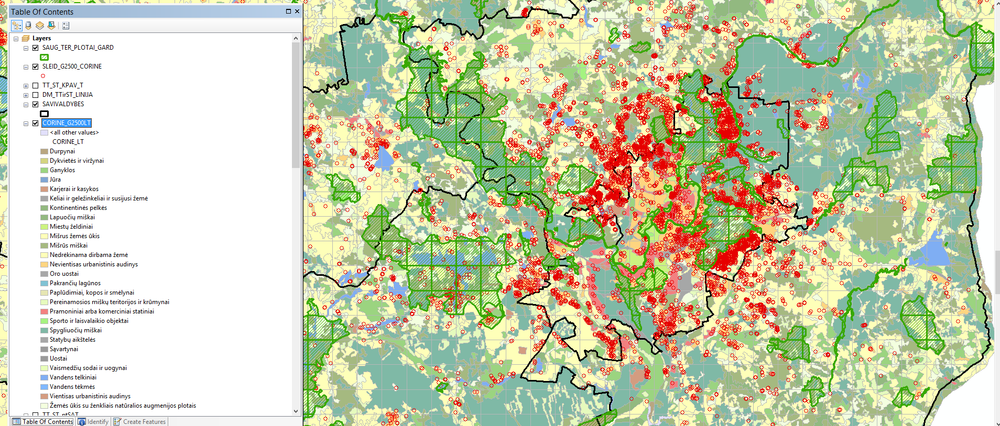 Table Of Contents
Layers
SAUG_TER_PLOTAI_GARD
SLEID_G2500_CORINE
TT_ST_KPAV_T
DM_TTirST_LINIJA
SAVIVALDYBES
CORINE_G2500LT
<all other values>
CORINE_LT
Durpynai
Dykvietės ir viržynai
Ganyklos
Jūra
Karjerai ir kasykos
Keliai ir geležinkeliai ir susijusi žemė
Kontinentinės pelkės
Lapuočių miškai
Miestų želdiniai
Mišrus žemės ūkis
Mišrūs miškai
Nedrėkinama dirbama žemė
Nevientisas urbanistinis audinys
Oro uostai
Pakrančių lagūnos
Paplūdimiai, kopos ir smėlynai
Pereinamosios miškų teritorijos ir krūmynai
Pramoniniai arba komerciniai statiniai
Sporto ir laisvalaikio objektai
Spygliuočių miškai
Statybų aikštelės
Sąvartynai
Uostai
Vaismedžių sodai ir uogynai
Vandens telkiniai
Vandens tėkmės
Vientisas urbanistinis audinys
Žemės ūkis su ženkliais natūralios augmenijos plotais
TT_ST_ptSAT
Table Of Contents
Identify
Create Features